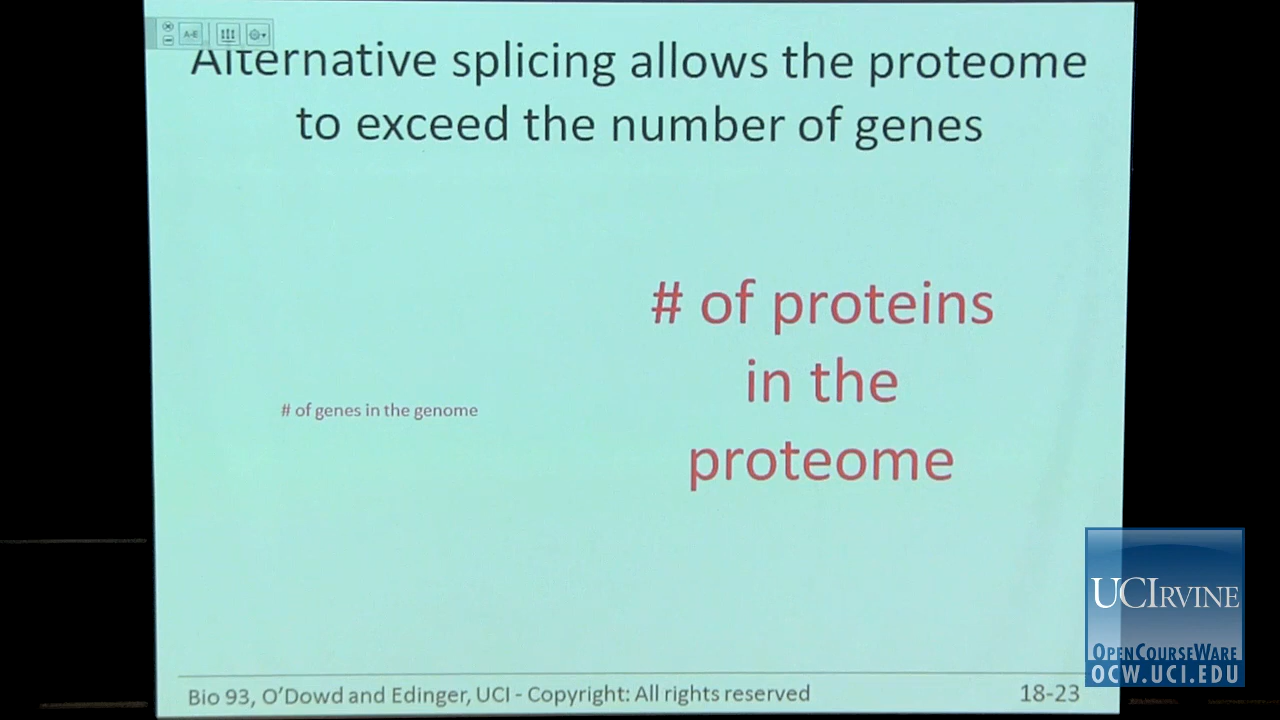 A-E
Alternative splicing allows the proteome
to exceed the number of genes
# of proteins
in the
proteome
# of genes in the genome
Bio 93, O'Dowd and Edinger, UCI - Copyright: All rights reserved
18-23
UCIRVINE
OPENCOURSEWARE
OCW.UCI.EDU